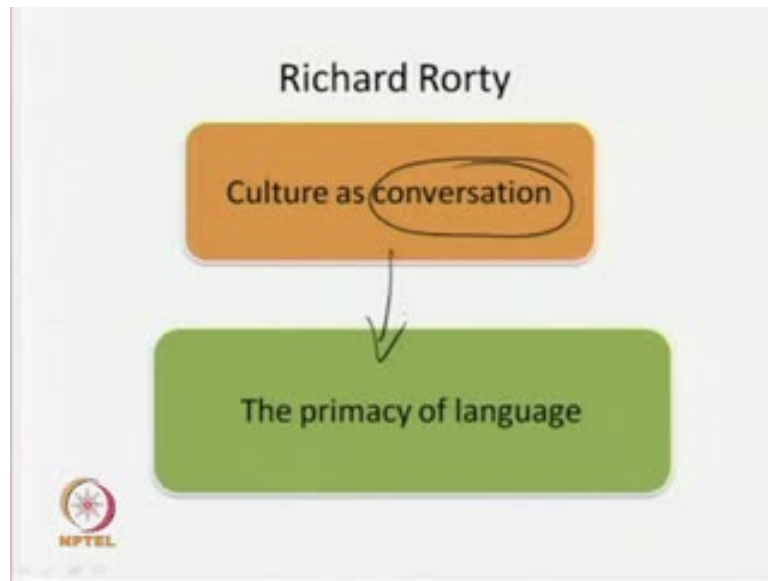 Richard Rorty
Culture as conversation
The primacy of language
NPTEL